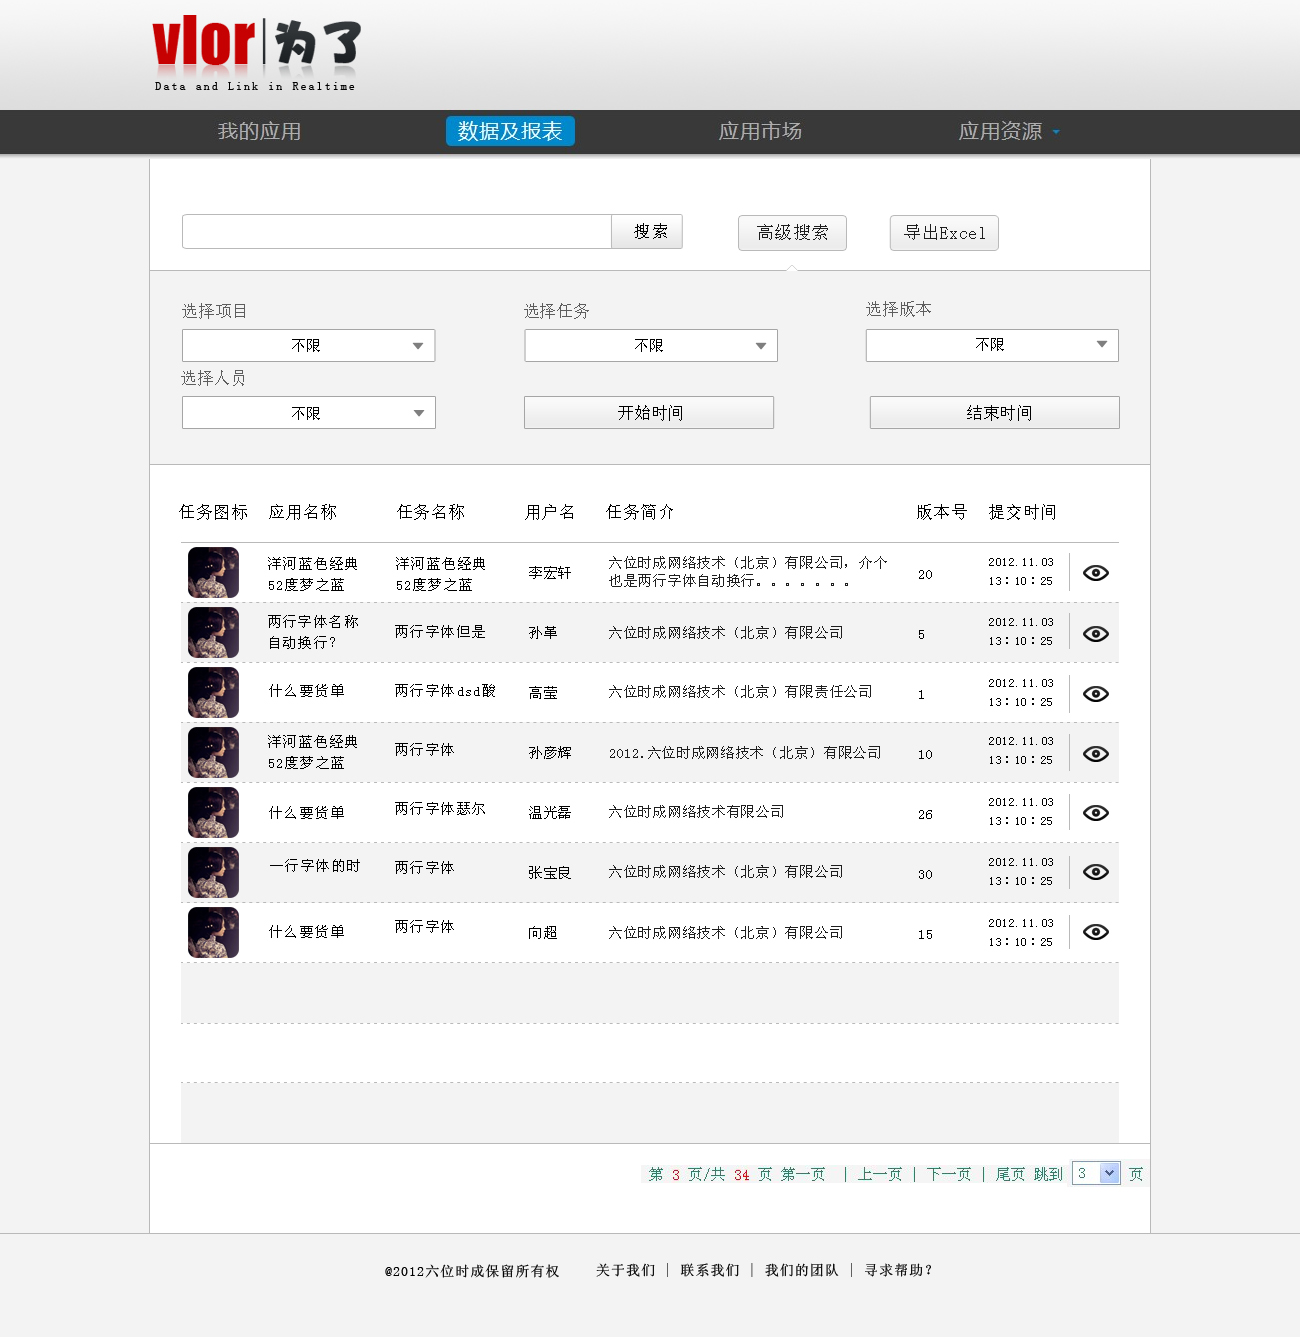 vlor|为了
Data and Link in Realtime
我的应用 数据及报表 应用市场 应用资源
搜索 高级搜索 导出Excel
选择项目 选择任务 选择版本
不限 不限 不限
选择人员
不限 开始时间 结束时间
任务图标 应用名称 任务名称 用户名 任务简介 版本号 提交时间
洋河蓝色经典
52度梦之蓝
洋河蓝色经典
52度梦之蓝
李宏轩
六位时成网络技术（北京）有限公司，介个
也是两行字体自动换行。。。。。。。
20
2012.11.03
13：10：25
两行字体名称
自动换行？
两行字体但是
孙革
六位时成网络技术（北京）有限公司
5
2012.11.03
13：10：25
什么要货单
两行字体dsd酸
高莹
六位时成网络技术（北京）有限责任公司
1
2012.11.03
13：10：25
洋河蓝色经典
52度梦之蓝
两行字体
孙彦辉
2012.六位时成网络技术（北京）有限公司
10
2012.11.03
13：10：25
什么要货单
两行字体瑟尔
温光磊
六位时成网络技术有限公司
26
2012.11.03
13：10：25
一行字体的时
两行字体
张宝良
六位时成网络技术（北京）有限公司
30
2012.11.03
13：10：25
什么要货单
两行字体
向超
六位时成网络技术（北京）有限公司
15
2012.11.03
13：10：25
第 3 页/共 34 页 第一页 | 上一页 | 下一页 | 尾页 跳到 3 页
@2012六位时成保留所有权 关于我们 | 联系我们 | 我们的团队 | 寻求帮助？